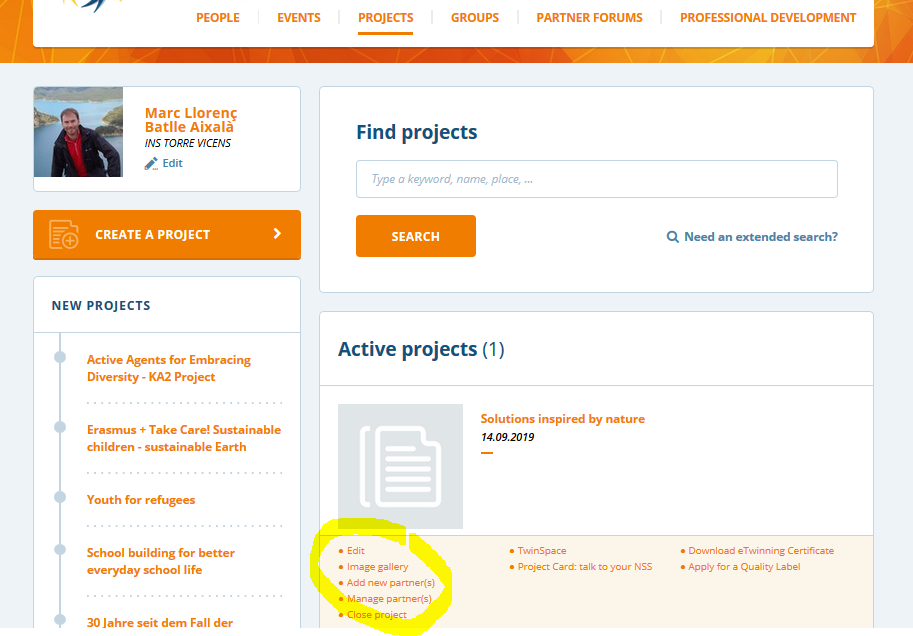 PEOPLE
EVENTS
PROJECTS
GROUPS
PARTNER FORUMS
PROFESSIONAL DEVELOPMENT
Marc Llorenç
Batlle Aixalà
INS TORRE VICENS
Edit
CREATE A PROJECT
NEW PROJECTS
Active Agents for Embracing
Diversity - KA2 Project
Erasmus + Take Care! Sustainable
children - sustainable Earth
Youth for refugees
School building for better
everyday school life
30 Jahre seit dem Fall der
Find projects
Type a keyword, name, place, ...
SEARCH
Need an extended search?
Active projects (1)
Solutions inspired by nature
14.09.2019
Edit
Image gallery
Add new partner(s)
Manage partner(s)
Close project
TwinSpace
Project Card: talk to your NSS
Download eTwinning Certificate
Apply for a Quality Label